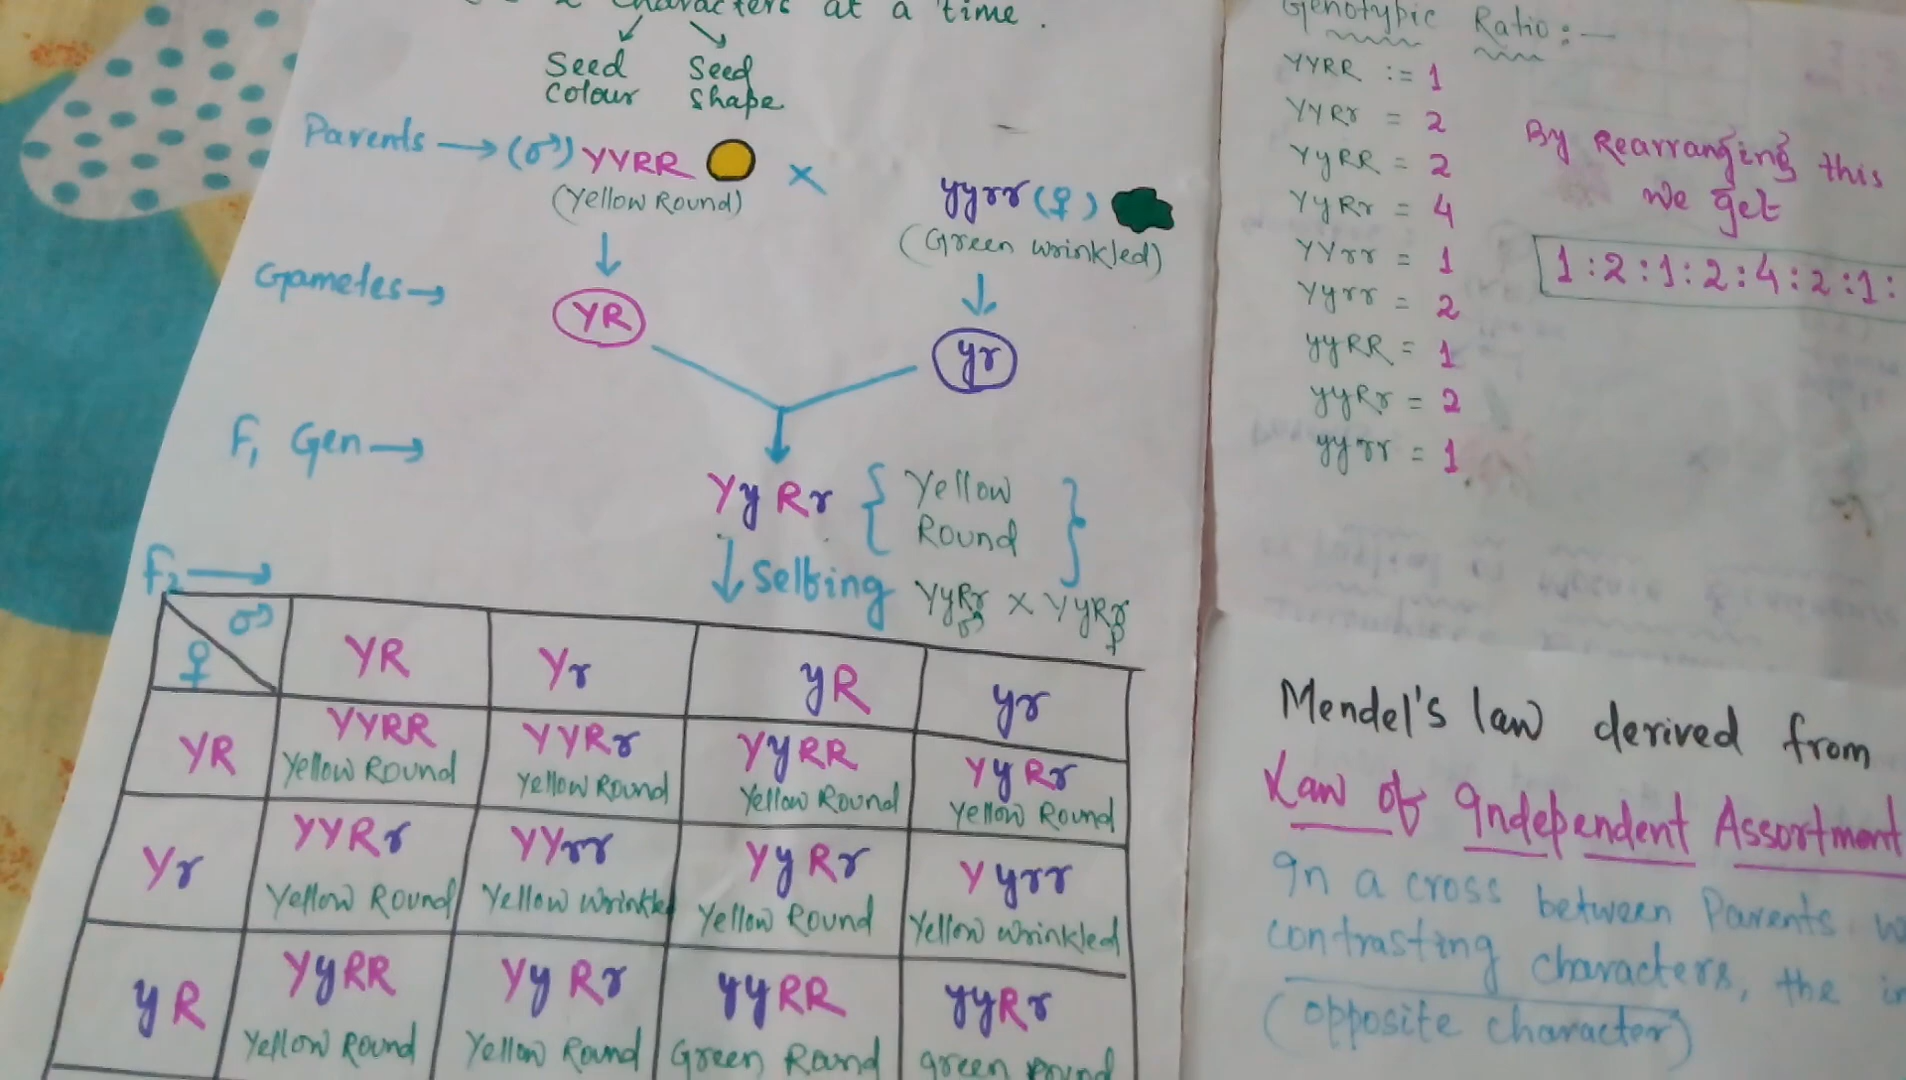 2 characters at a time.
Seed Colour
Seed Shape
Parents → (♂) YYRR × yyrr (♀)
(Yellow Round)
(Green wrinkled)
Gametes →
YR
yr
F1 Gen →
YyRr { Yellow Round }
F2 →
↓ Selfing YyRr ♂ × YyRr ♀
♂
♀
YR Yr yR yr
YR YYRR YYRr YyRR YyRr
Yellow Round Yellow Round Yellow Round Yellow Round
Yr YYRr YYrr YyRr Yyrr
Yellow Round Yellow Wrinkled Yellow Round Yellow wrinkled
yR YyRR YyRr yyRR yyRr
Yellow Round Yellow Round Green Round green round
Genotypic Ratio:—
YYRR := 1
YYRr = 2
YyRR = 2
YyRr = 4
YYrr = 1
Yyrr = 2
yyRR = 1
yyRr = 2
yyrr = 1
By Rearranging this
we get
1:2:1:2:4:2:1:
Mendel's law derived from
Law of Independent Assortment
In a cross between Parents
contrasting characters, the
(opposite character)